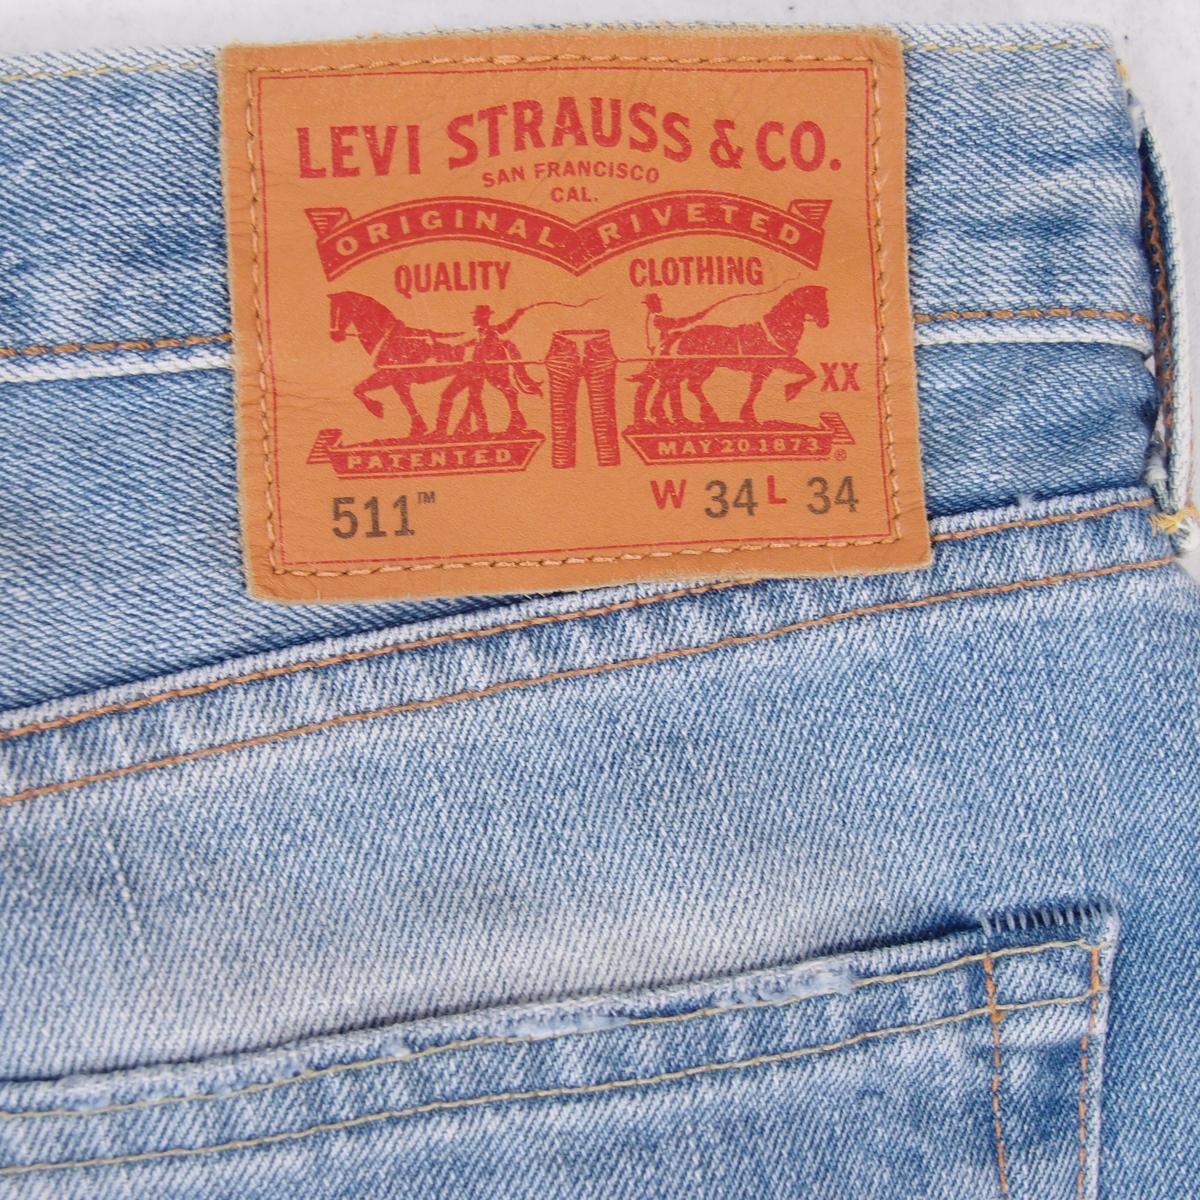 LEVI STRAUSS & CO.
SAN FRANCISCO
CAL.
ORIGINAL RIVETED
QUALITY CLOTHING
XX
PATENTED MAY 20 1873 ®
511™ W 34 L 34